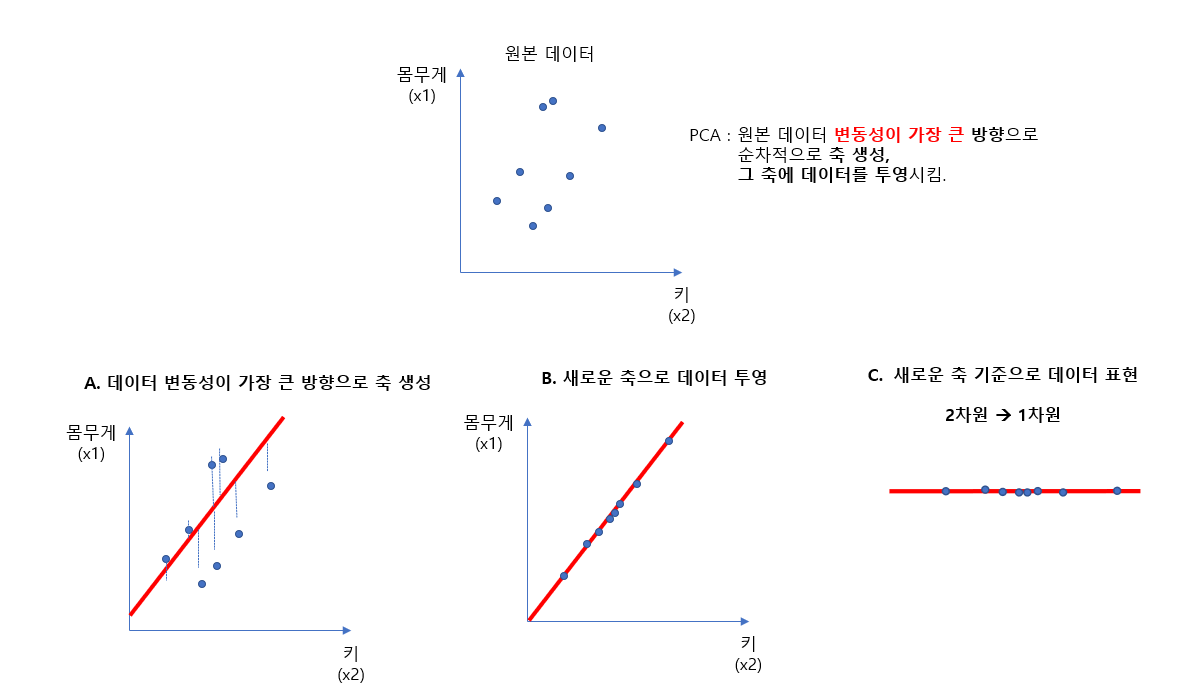 원본 데이터
몸무게
(x1)
키
(x2)
PCA : 원본 데이터 변동성이 가장 큰 방향으로
순차적으로 축 생성,
그 축에 데이터를 투영시킴.
A. 데이터 변동성이 가장 큰 방향으로 축 생성
몸무게
(x1)
키
(x2)
B. 새로운 축으로 데이터 투영
몸무게
(x1)
키
(x2)
C. 새로운 축 기준으로 데이터 표현
2차원 → 1차원